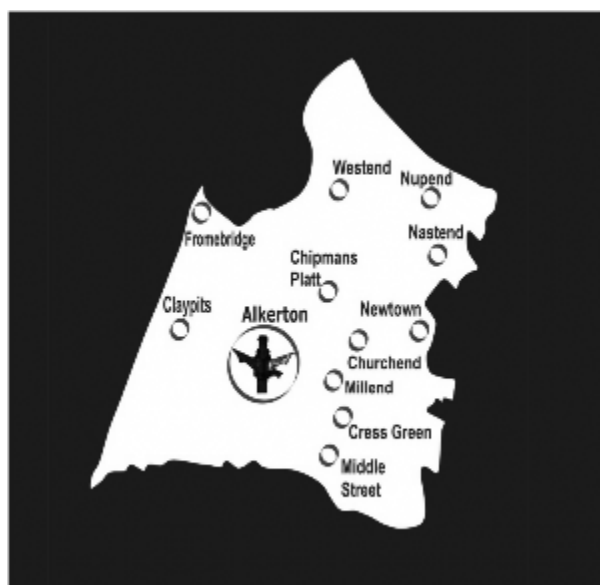 Westend
Nupend
Fromebridge
Nastend
Chipmans
Platt
Claypits
Alkerton
Newtown
Churchend
Millend
Cress Green
Middle
Street